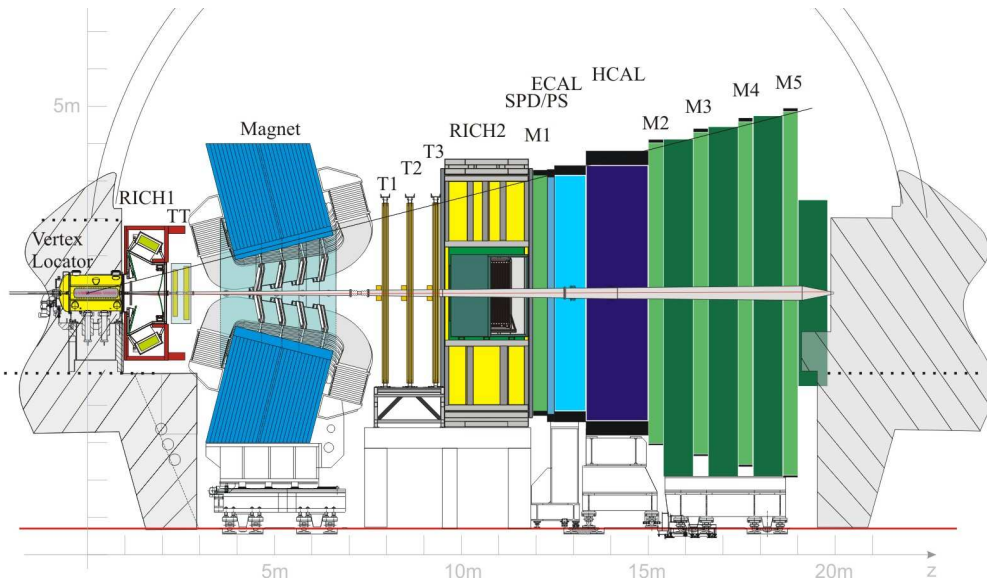 5m
Magnet
RICH1
TT
Vertex
Locator
T1
T2
T3
RICH2
M1
SPD/PS
ECAL
HCAL
M2
M3
M4
M5
5m
10m
15m
20m
z